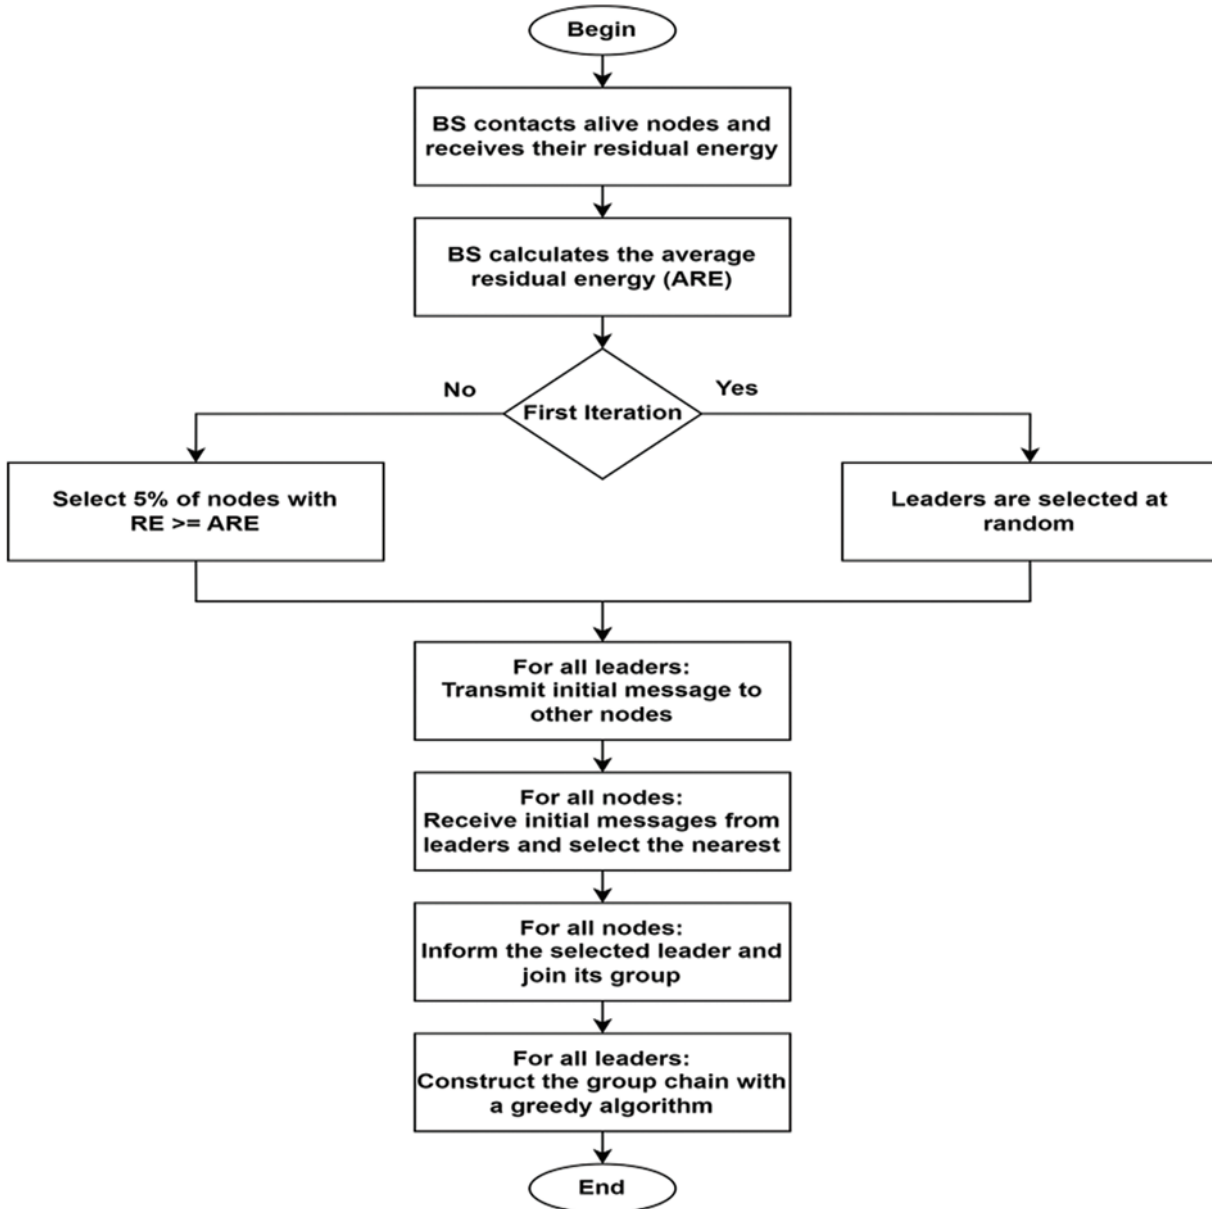 Begin
BS contacts alive nodes and
receives their residual energy
BS calculates the average
residual energy (ARE)
No
Yes
First Iteration
Select 5% of nodes with
RE >= ARE
Leaders are selected at
random
For all leaders:
Transmit initial message to
other nodes
For all nodes:
Receive initial messages from
leaders and select the nearest
For all nodes:
Inform the selected leader and
join its group
For all leaders:
Construct the group chain with
a greedy algorithm
End